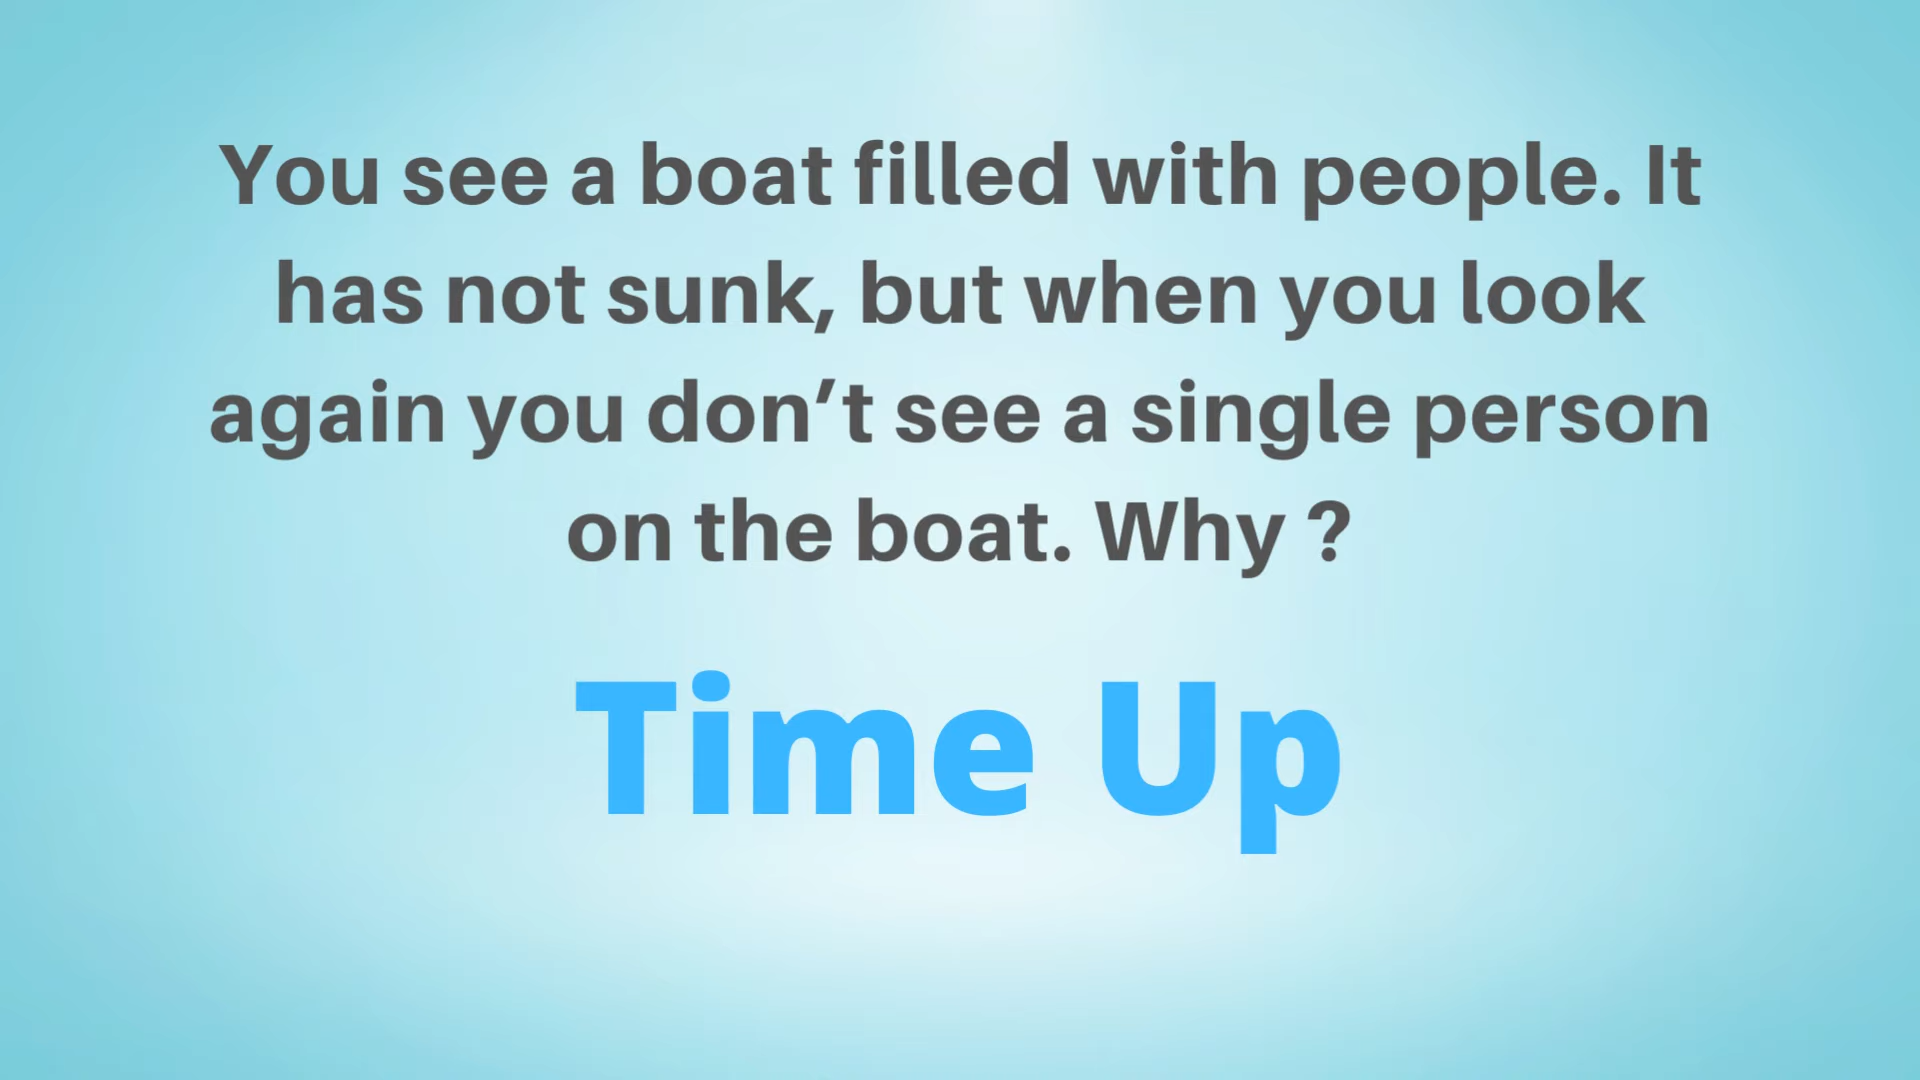 You see a boat filled with people. It
has not sunk, but when you look
again you don’t see a single person
on the boat. Why ?
Time Up